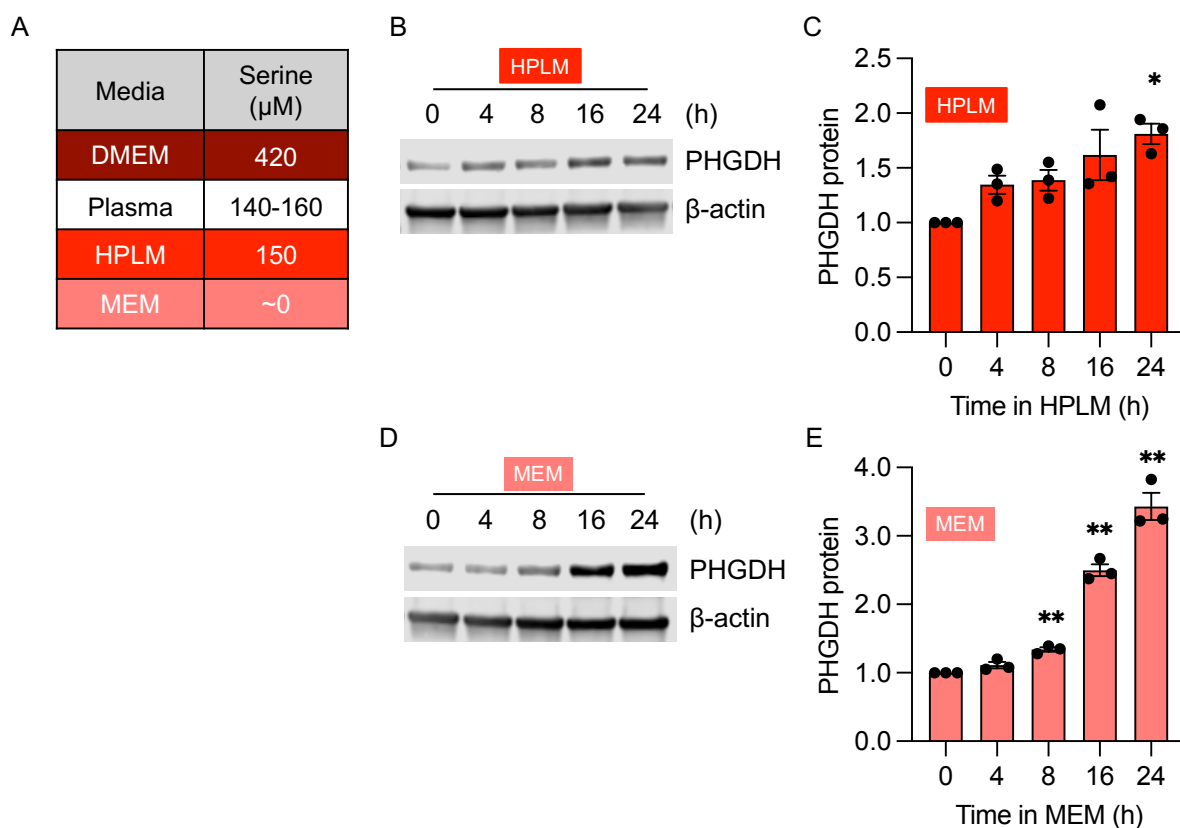 A
Media
Serine
(µM)
DMEM
420
Plasma
140-160
HPLM
150
MEM
~0
B
HPLM
0 4 8 16 24 (h)
PHGDH
β-actin
C
HPLM
PHGDH protein
2.5
2.0
1.5
1.0
0.5
0.0
*
0 4 8 16 24
Time in HPLM (h)
D
MEM
0 4 8 16 24 (h)
PHGDH
β-actin
E
MEM
PHGDH protein
4.0
3.0
2.0
1.0
0.0
**
**
**
0 4 8 16 24
Time in MEM (h)